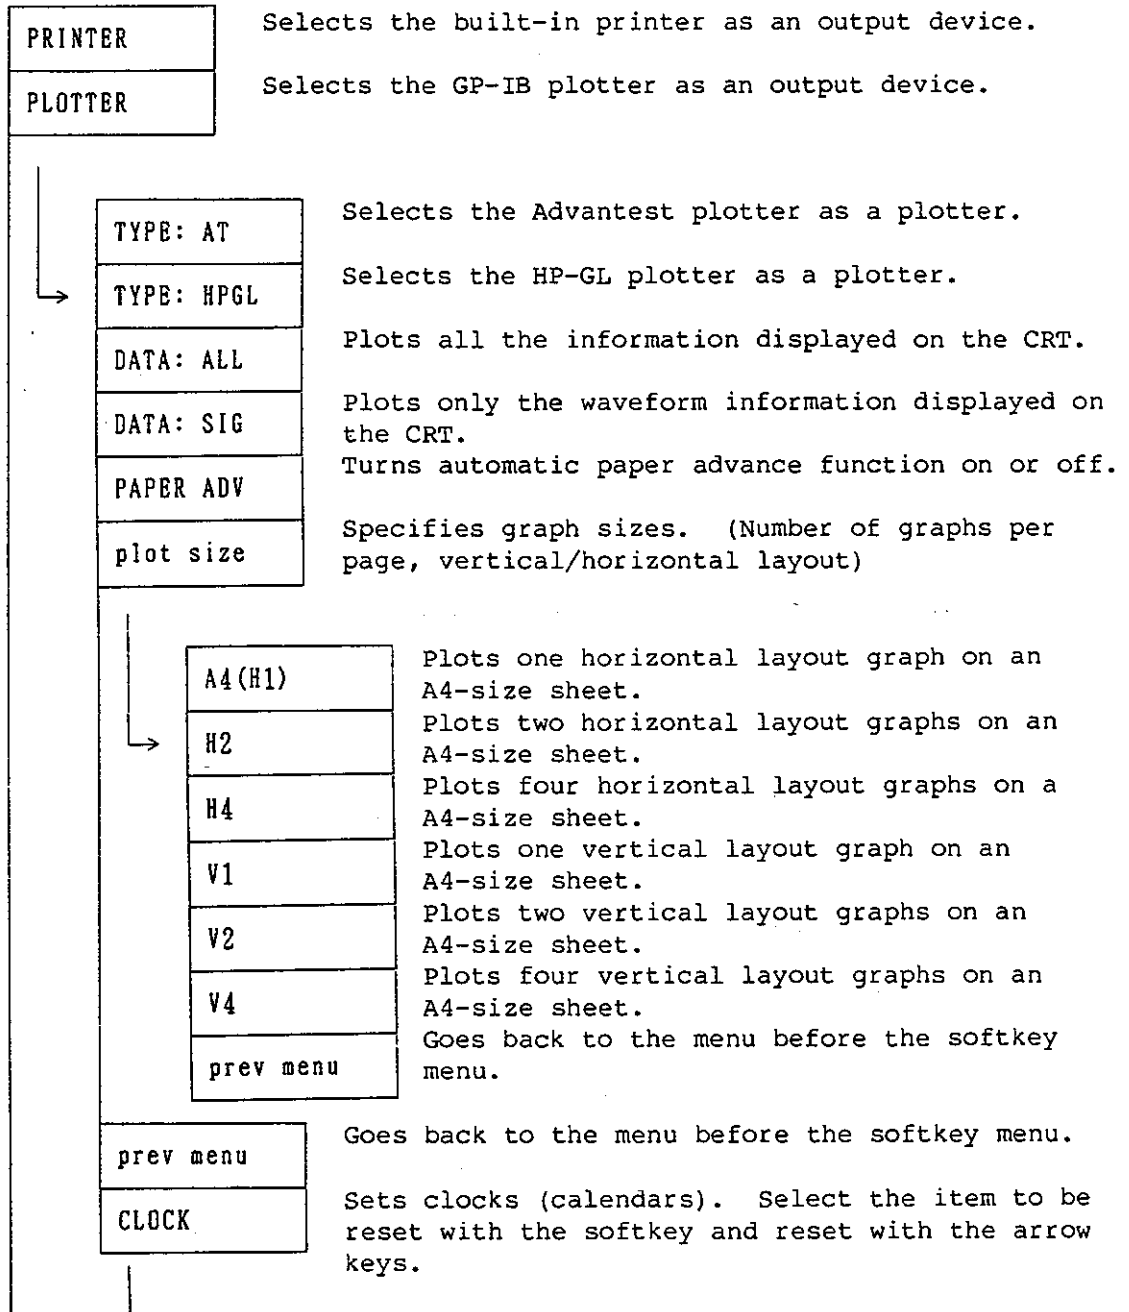 PRINTER
Selects the built-in printer as an output device.
PLOTTER
Selects the GP-IB plotter as an output device.
TYPE: AT
Selects the Advantest plotter as a plotter.
TYPE: HPGL
Selects the HP-GL plotter as a plotter.
DATA: ALL
Plots all the information displayed on the CRT.
DATA: SIG
Plots only the waveform information displayed on
the CRT.
PAPER ADV
Turns automatic paper advance function on or off.
plot size
Specifies graph sizes. (Number of graphs per
page, vertical/horizontal layout)
A4(H1)
Plots one horizontal layout graph on an
A4-size sheet.
H2
Plots two horizontal layout graphs on an
A4-size sheet.
H4
Plots four horizontal layout graphs on a
A4-size sheet.
V1
Plots one vertical layout graph on an
A4-size sheet.
V2
Plots two vertical layout graphs on an
A4-size sheet.
V4
Plots four vertical layout graphs on an
A4-size sheet.
prev menu
Goes back to the menu before the softkey
menu.
prev menu
Goes back to the menu before the softkey menu.
CLOCK
Sets clocks (calendars). Select the item to be
reset with the softkey and reset with the arrow
keys.